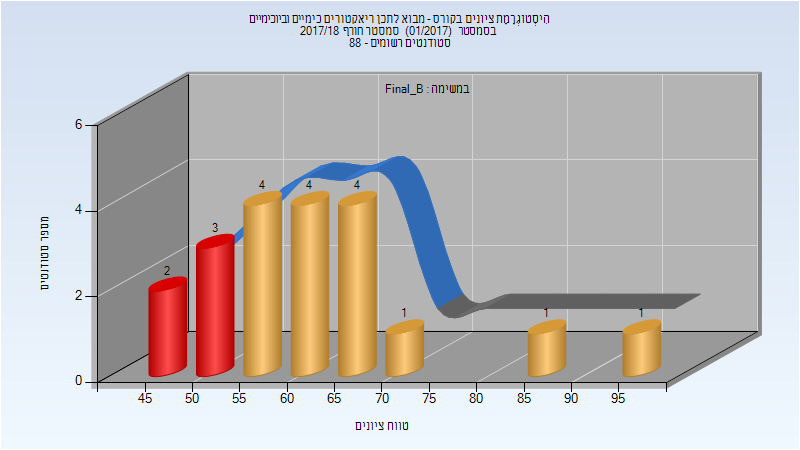 היסטוגרמת ציונים בקורס - מבוא לתכן ריאקטורים כימיים וביוכימיים
בסמסטר (01/2017) סמסטר חורף 2017/18
סטודנטים רשומים - 88
במשימה : Final_B
6
4
2
0
מספר סטודנטים
2
3
4
4
4
1
1
1
45 50 55 60 65 70 75 80 85 90 95
טווח ציונים